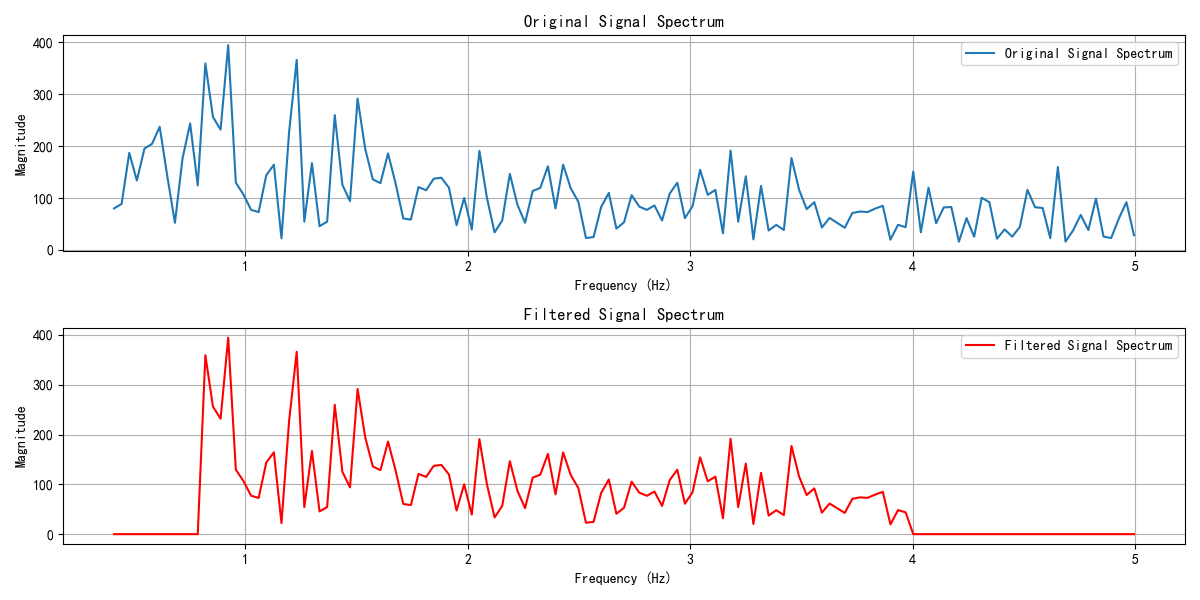 Original Signal Spectrum
Original Signal Spectrum
400
300
200
100
0
Magnitude
1 2 3 4 5
Frequency (Hz)
Filtered Signal Spectrum
Filtered Signal Spectrum
400
300
200
100
0
Magnitude
1 2 3 4 5
Frequency (Hz)